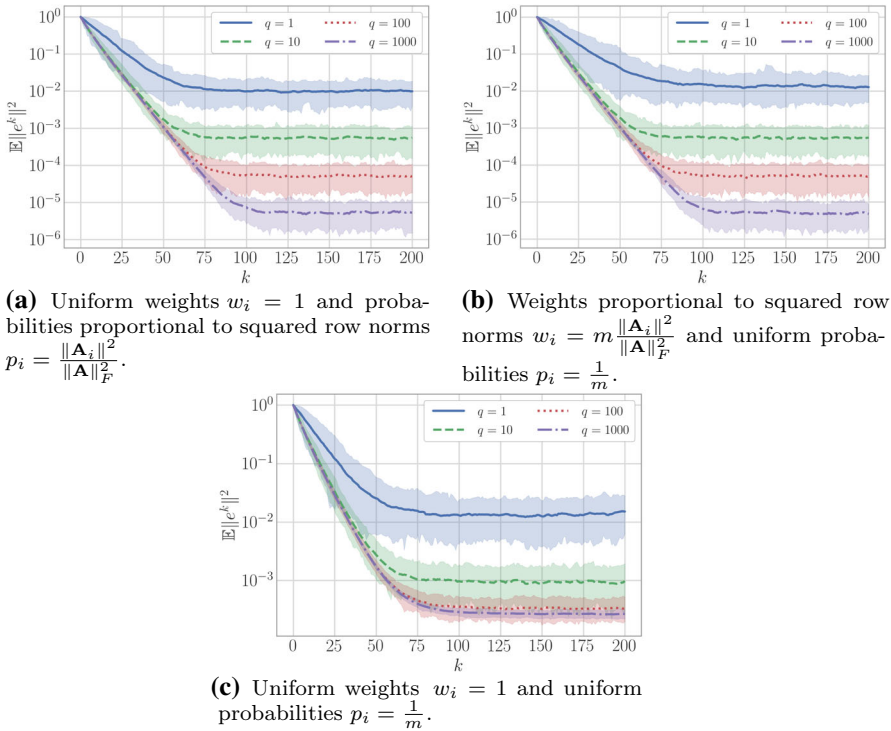 10^0
10^{-1}
10^{-2}
10^{-3}
10^{-4}
10^{-5}
10^{-6}
𝔼‖e^k‖^2
q = 1
q = 10
q = 100
q = 1000
0 25 50 75 100 125 150 175 200
k
10^0
10^{-1}
10^{-2}
10^{-3}
10^{-4}
10^{-5}
10^{-6}
𝔼‖e^k‖^2
q = 1
q = 10
q = 100
q = 1000
0 25 50 75 100 125 150 175 200
k
(a) Uniform weights w_i = 1 and proba-
bilities proportional to squared row norms
p_i = \frac{‖A_i‖^2}{‖A‖_F^2}.
(b) Weights proportional to squared row
norms w_i = m\frac{‖A_i‖^2}{‖A‖_F^2} and uniform proba-
bilities p_i = \frac{1}{m}.
10^0
10^{-1}
10^{-2}
10^{-3}
𝔼‖e^k‖^2
q = 1
q = 10
q = 100
q = 1000
0 25 50 75 100 125 150 175 200
k
(c) Uniform weights w_i = 1 and uniform
probabilities p_i = \frac{1}{m}.